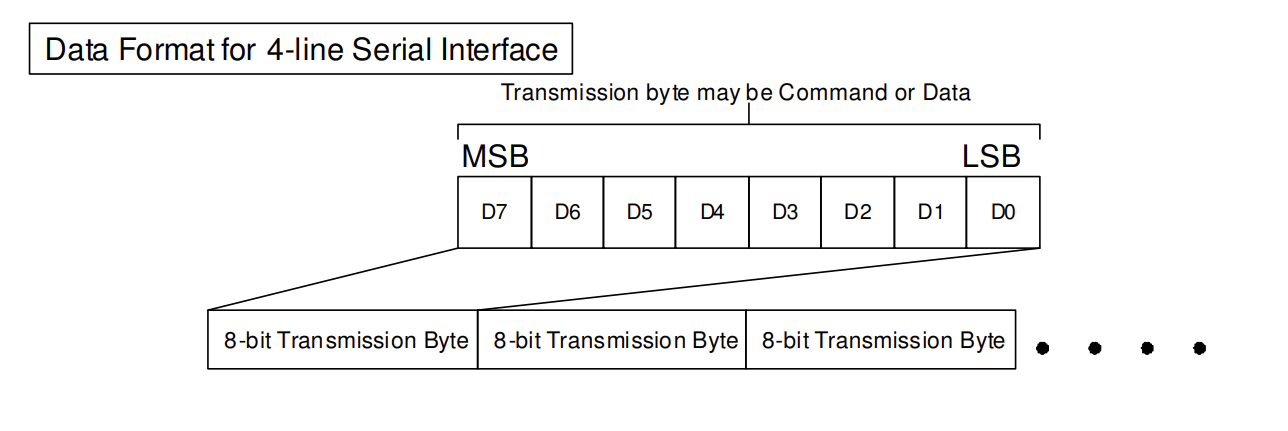 Data Format for 4-line Serial Interface
Transmission byte may be Command or Data
MSB LSB
D7 D6 D5 D4 D3 D2 D1 D0
8-bit Transmission Byte 8-bit Transmission Byte 8-bit Transmission Byte